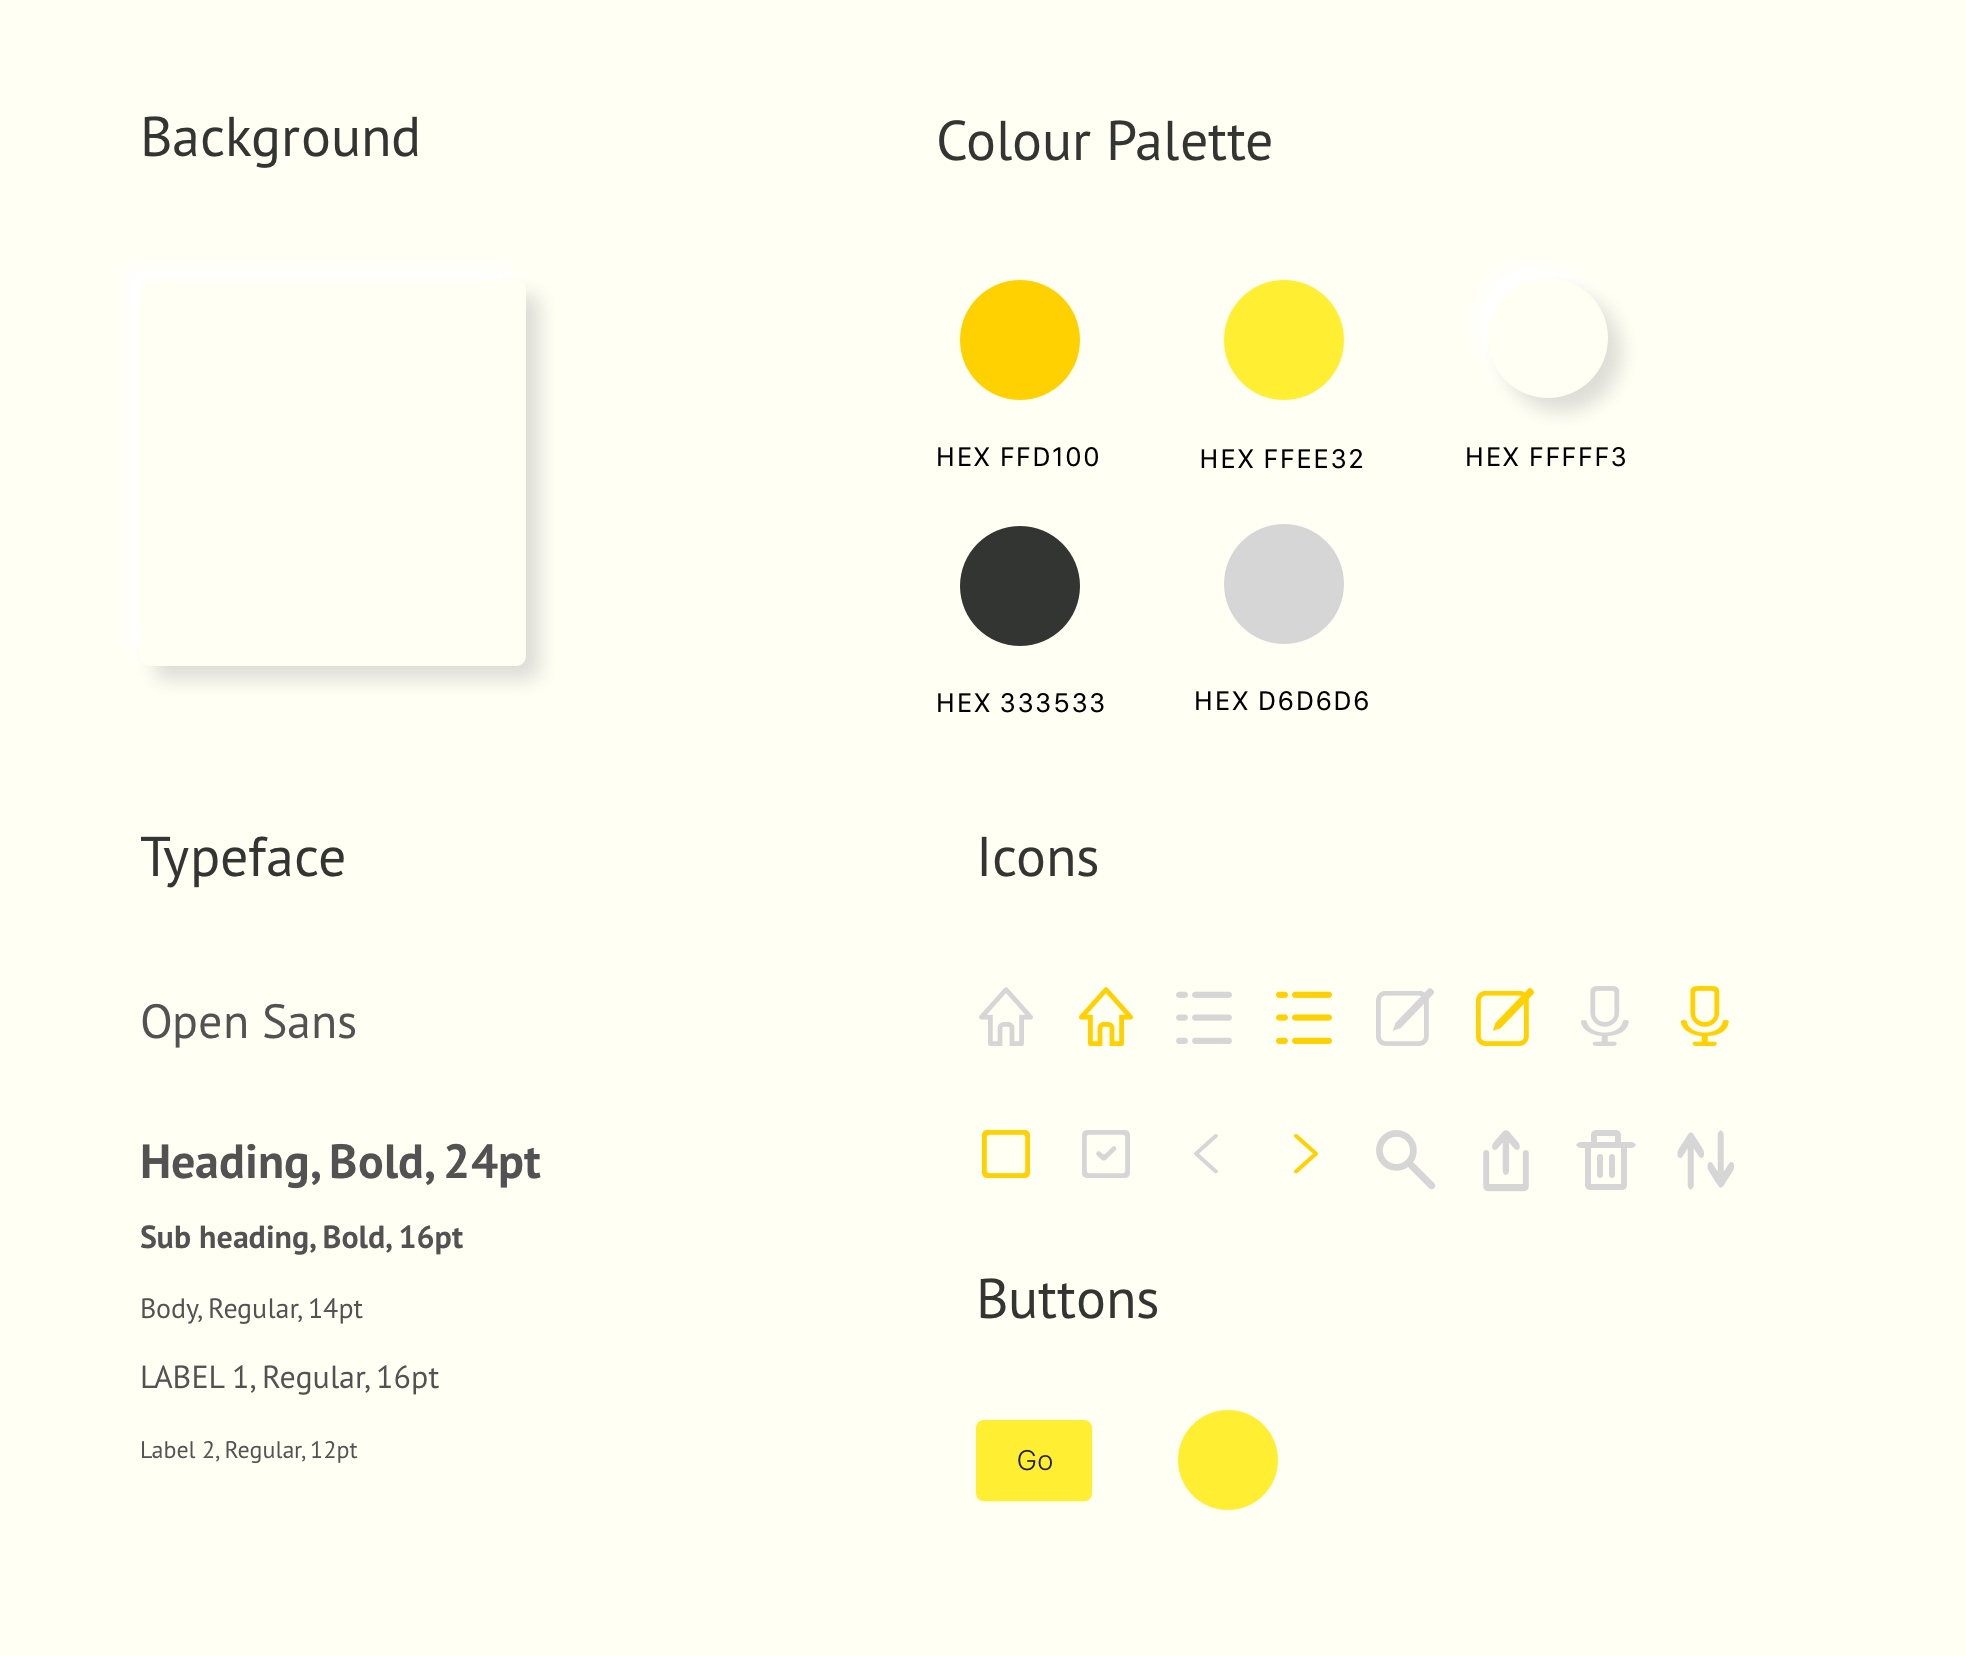 Background
Colour Palette
HEX FFD100
HEX FFEE32
HEX FFFFF3
HEX 333533
HEX D6D6D6
Typeface
Open Sans
Heading, Bold, 24pt
Sub heading, Bold, 16pt
Body, Regular, 14pt
LABEL 1, Regular, 16pt
Label 2, Regular, 12pt
Icons
Buttons
Go